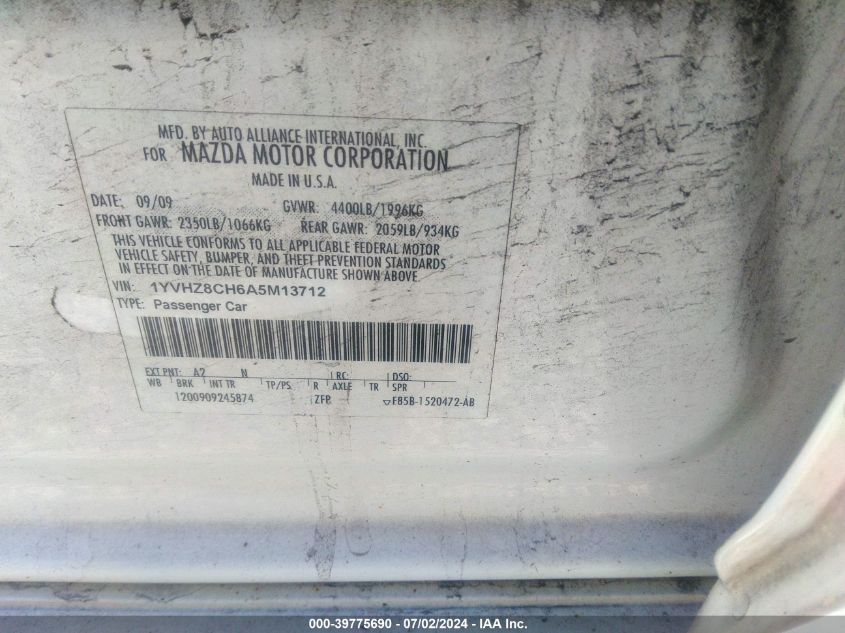 MFD. BY AUTO ALLIANCE INTERNATIONAL, INC.
FOR MAZDA MOTOR CORPORATION
MADE IN U.S.A.
DATE: 09/09 GVWR: 4400LB/1996KG
FRONT GAWR: 2350LB/1066KG REAR GAWR: 2059LB/934KG
THIS VEHICLE CONFORMS TO ALL APPLICABLE FEDERAL MOTOR
VEHICLE SAFETY, BUMPER, AND THEFT PREVENTION STANDARDS
IN EFFECT ON THE DATE OF MANUFACTURE SHOWN ABOVE.
VIN: 1YVHZ8CH6A5M13712
TYPE: Passenger Car
EXT PNT: A2 N RC: DSO:
WB BRK INT TR TP/PS R AXLE TR SPR
1200909245874 ZFP ▽F85B-1520472-AB
000-39775690 - 07/02/2024 - IAA Inc.